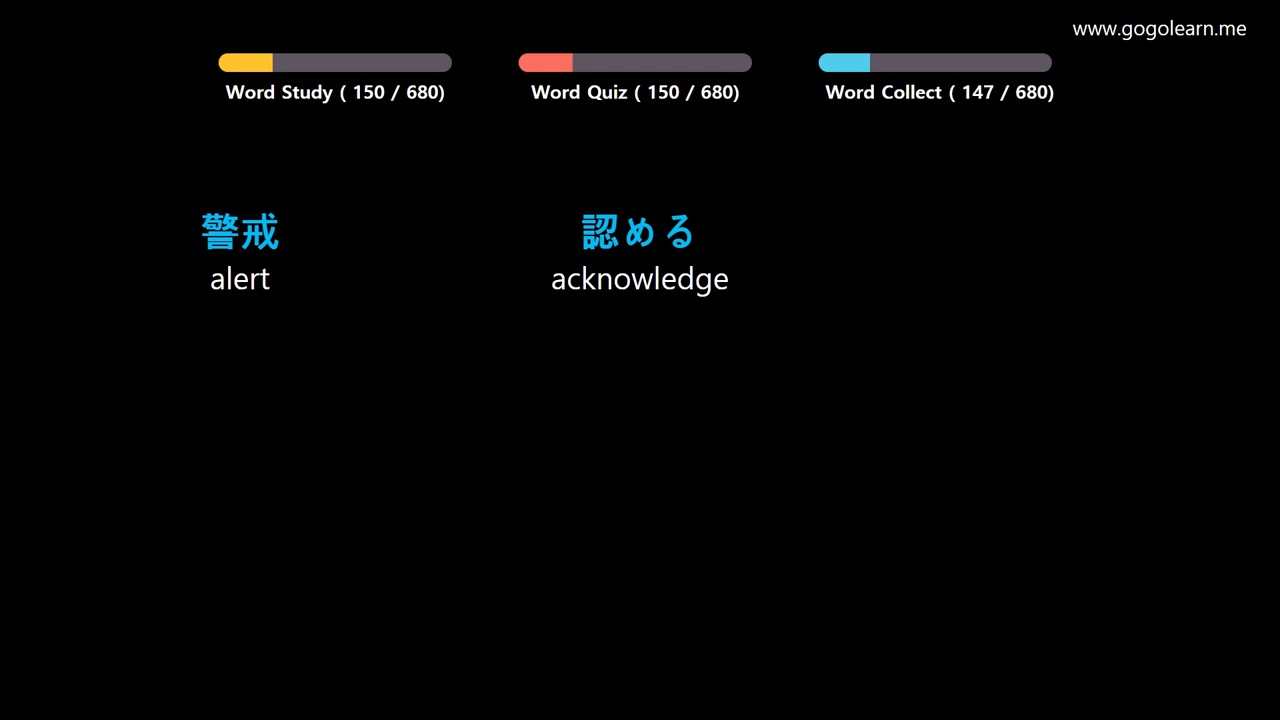 www.gogolearn.me
Word Study ( 150 / 680)
Word Quiz ( 150 / 680)
Word Collect ( 147 / 680)
警戒
alert
認める
acknowledge